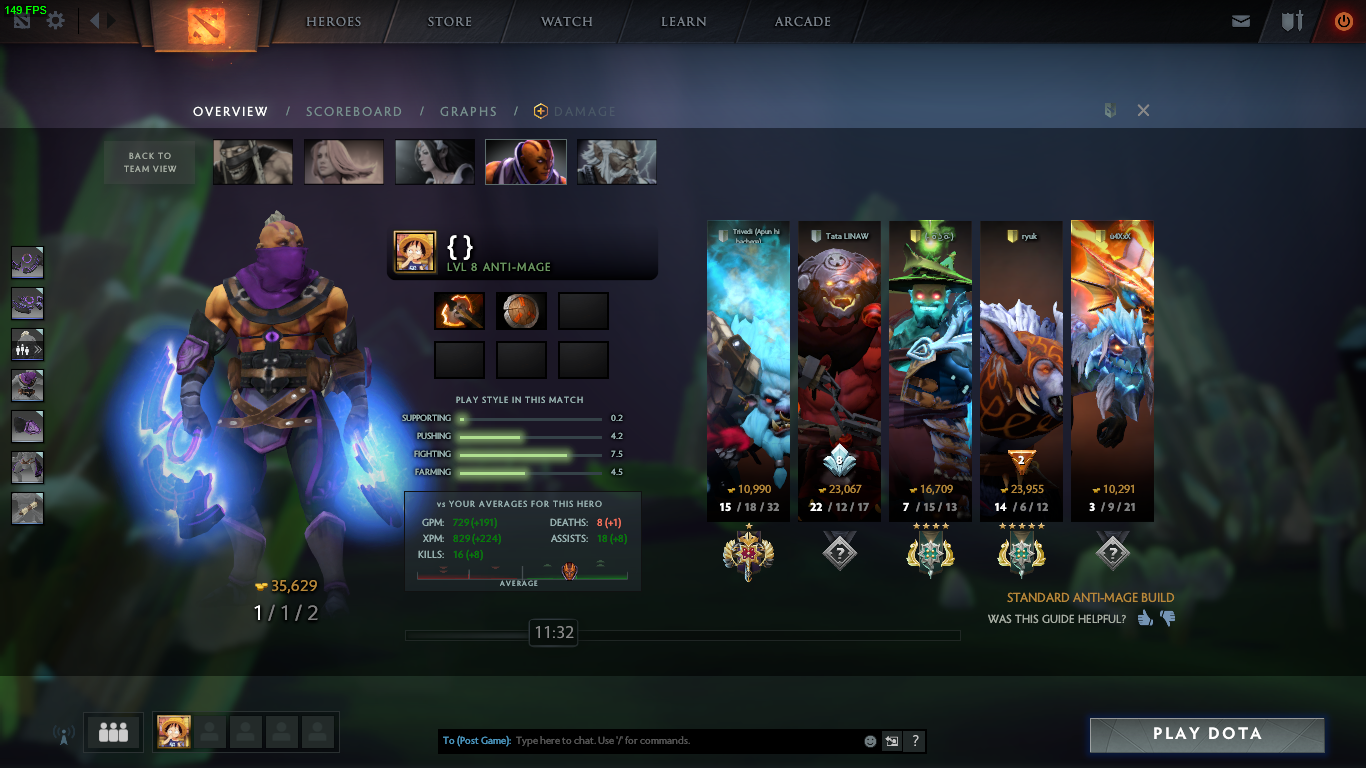 149 FPS
HEROES
STORE
WATCH
LEARN
ARCADE
OVERVIEW / SCOREBOARD / GRAPHS / DAMAGE
BACK TO
TEAM VIEW
{ }
LVL 8 ANTI-MAGE
PLAY STYLE IN THIS MATCH
SUPPORTING 0.2
PUSHING 4.2
FIGHTING 7.5
FARMING 4.5
vs YOUR AVERAGES FOR THIS HERO
GPM: 729 (+191) DEATHS: 8 (+1)
XPM: 829 (+224) ASSISTS: 18 (+8)
KILLS: 16 (+8)
AVERAGE
35,629
1 / 1 / 2
11:32
Trivedi (Apun hi
10,990
15 / 18 / 32
Tata LINAW
8
23,067
22 / 12 / 17
16,709
7 / 15 / 13
ryuk
2
23,955
14 / 6 / 12
10,291
3 / 9 / 21
?
?
STANDARD ANTI-MAGE BUILD
WAS THIS GUIDE HELPFUL?
To (Post Game): Type here to chat. Use '/' for commands.
?
PLAY DOTA